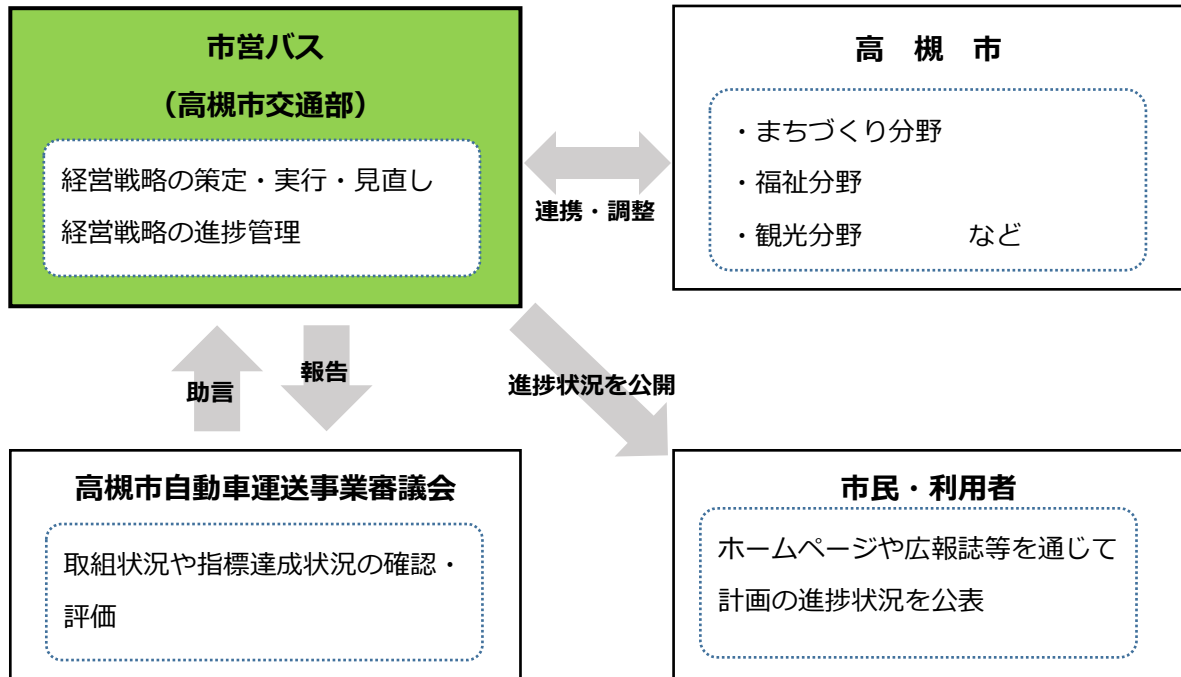 市営バス
（高槻市交通部）
経営戦略の策定・実行・見直し
経営戦略の進捗管理
高　槻　市
・まちづくり分野
・福祉分野
・観光分野　　　　など
連携・調整
助言
報告
進捗状況を公開
高槻市自動車運送事業審議会
取組状況や指標達成状況の確認・
評価
市民・利用者
ホームページや広報誌等を通じて
計画の進捗状況を公表